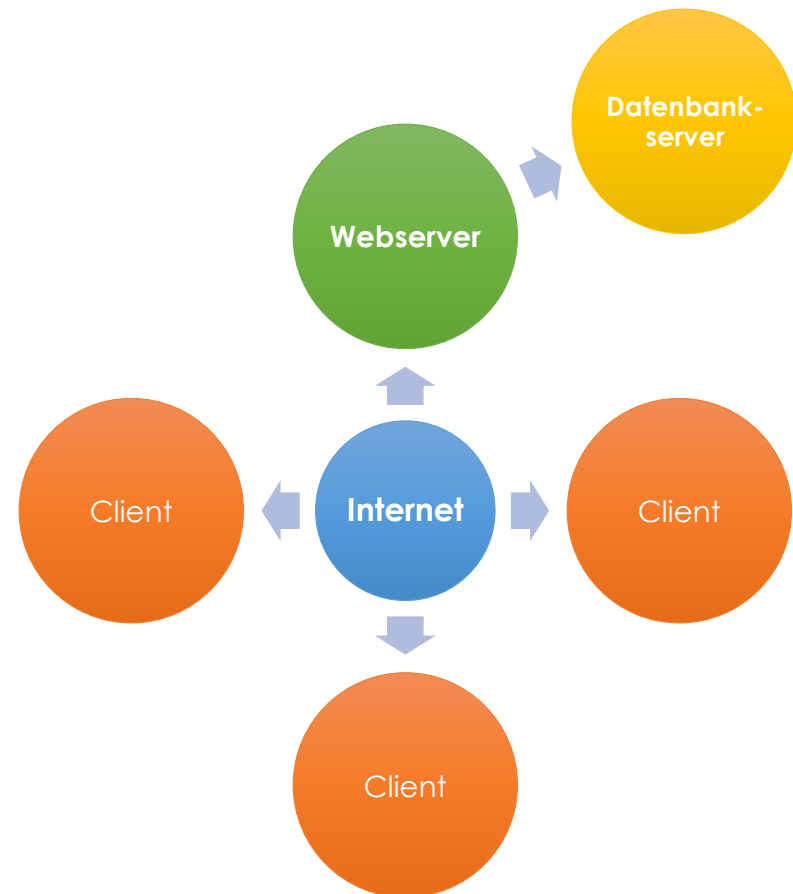 Datenbank-
server
Webserver
Client
Internet
Client
Client